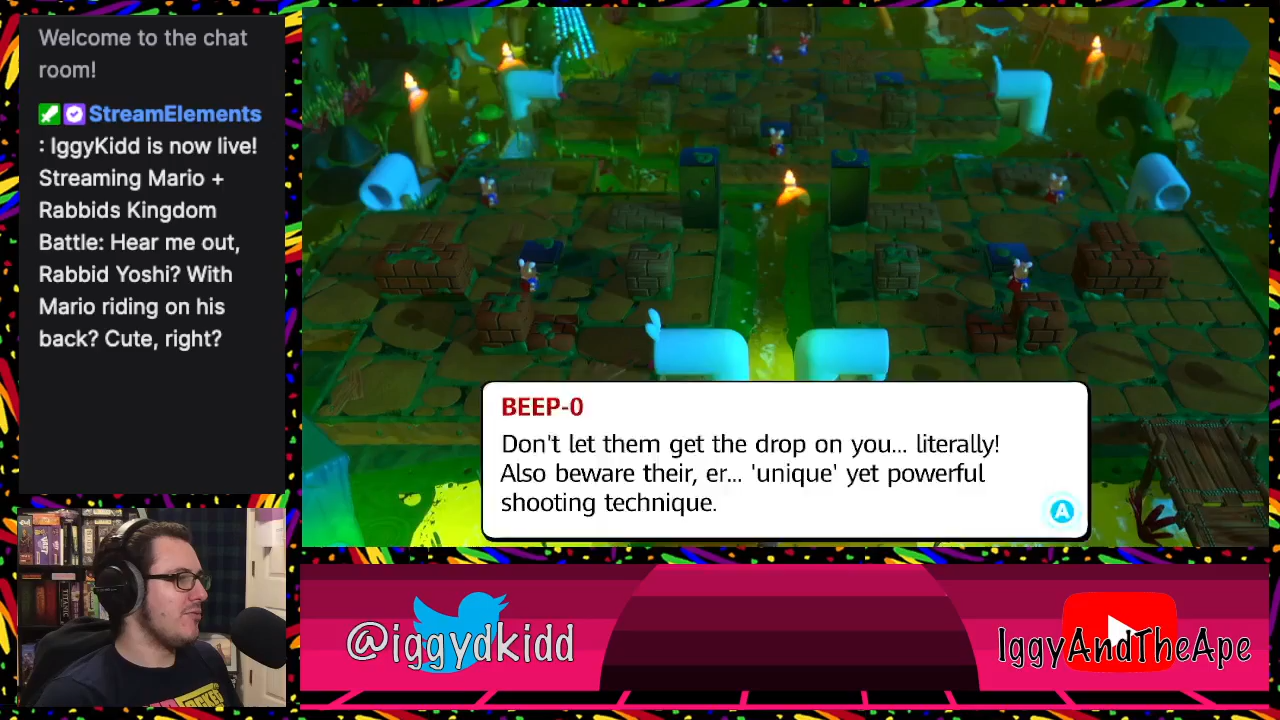 Welcome to the chat
room!
StreamElements
: IggyKidd is now live!
Streaming Mario +
Rabbids Kingdom
Battle: Hear me out,
Rabbid Yoshi? With
Mario riding on his
back? Cute, right?
BEEP-0
Don't let them get the drop on you... literally!
Also beware their, er... 'unique' yet powerful
shooting technique.
A
@iggydkidd
IggyAndTheApe